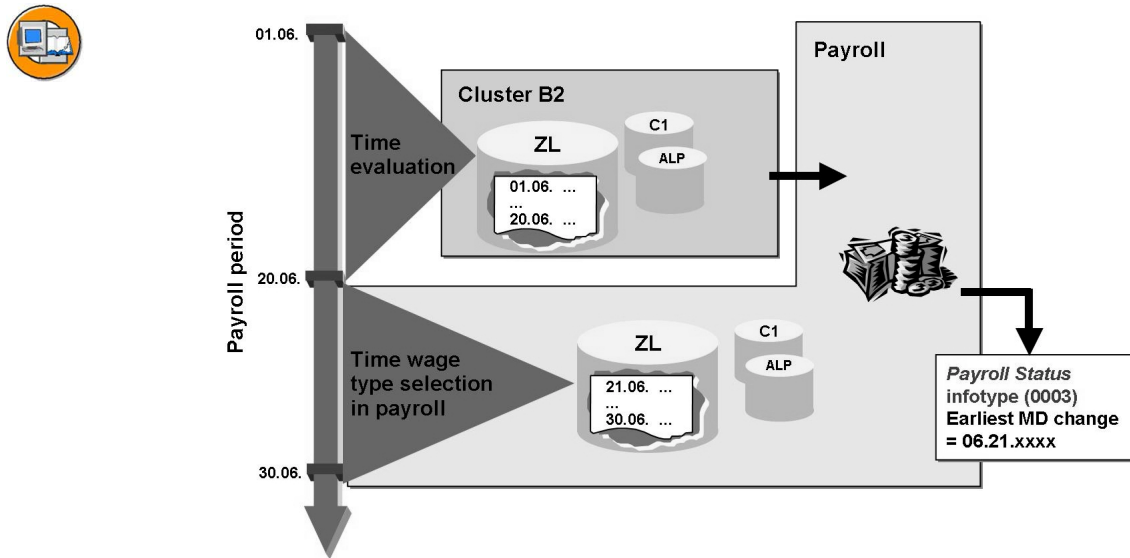 01.06.
Payroll
Cluster B2
C1
ZL
ALP
Time
evaluation
01.06. ...
...
20.06. ...
Payroll period
20.06.
ZL
C1
ALP
Time wage
type selection
in payroll
21.06. ...
...
30.06. ...
Payroll Status
infotype (0003)
Earliest MD change
= 06.21.xxxx
30.06.